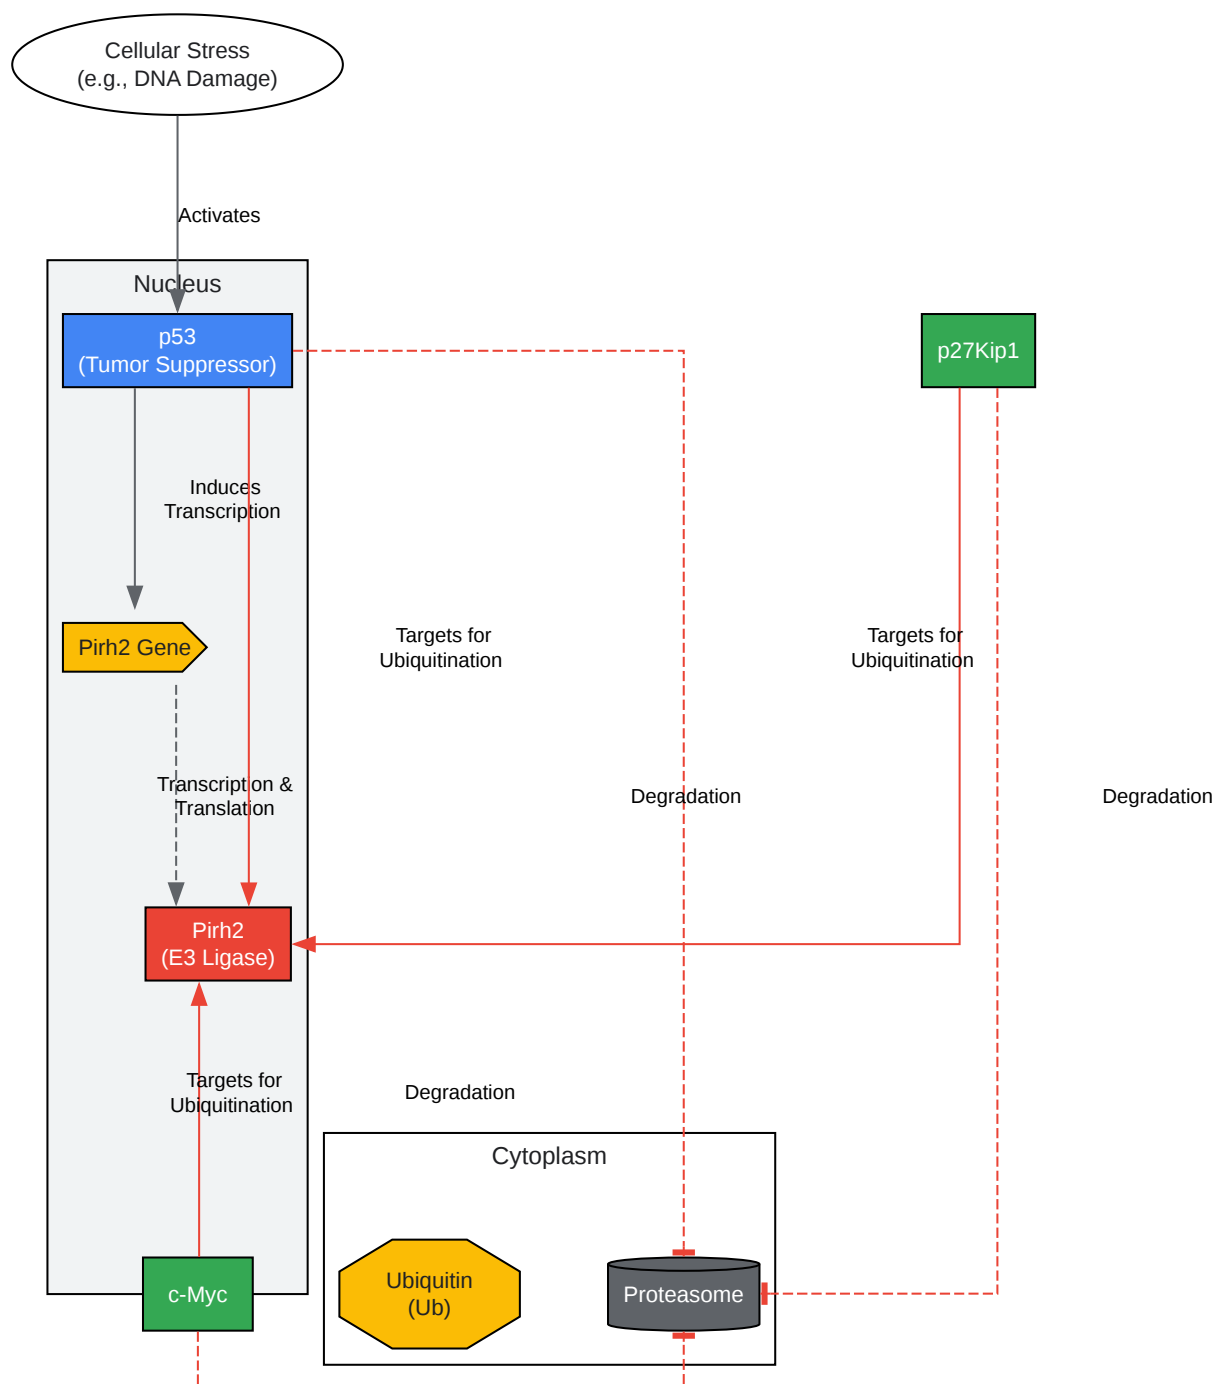 Cellular Stress
(e.g., DNA Damage)
Activates
Nucleus
p53
(Tumor Suppressor)
p27Kip1
Induces
Transcription
Pirh2 Gene
Targets for
Ubiquitination
Targets for
Ubiquitination
Transcription &
Translation
Degradation
Degradation
Pirh2
(E3 Ligase)
Targets for
Ubiquitination
Degradation
Cytoplasm
c-Myc
Ubiquitin
(Ub)
Proteasome